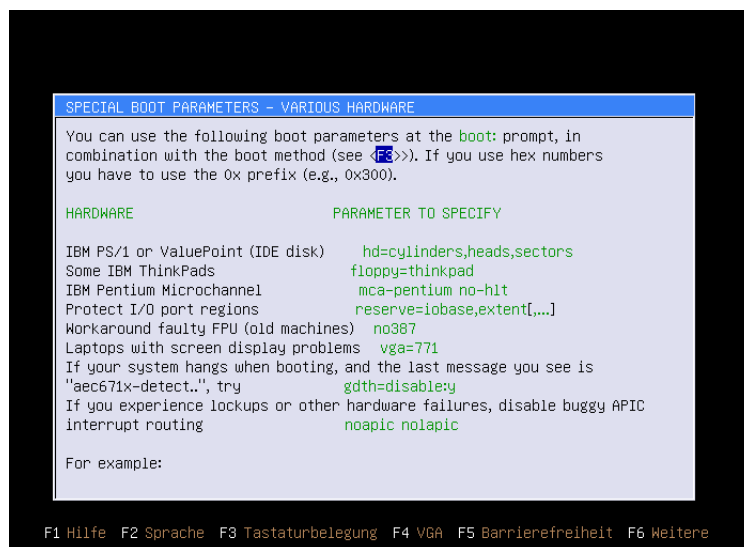 SPECIAL BOOT PARAMETERS – VARIOUS HARDWARE
You can use the following boot parameters at the boot: prompt, in
combination with the boot method (see <F3>>). If you use hex numbers
you have to use the 0x prefix (e.g., 0x300).
HARDWARE PARAMETER TO SPECIFY
IBM PS/1 or ValuePoint (IDE disk) hd=cylinders,heads,sectors
Some IBM ThinkPads floppy=thinkpad
IBM Pentium Microchannel mca-pentium no-hlt
Protect I/O port regions reserve=iobase,extent[,...]
Workaround faulty FPU (old machines) no387
Laptops with screen display problems vga=771
If your system hangs when booting, and the last message you see is
"aec671x-detect..", try gdth=disable:y
If you experience lockups or other hardware failures, disable buggy APIC
interrupt routing noapic nolapic
For example:
F1 Hilfe F2 Sprache F3 Tastaturbelegung F4 VGA F5 Barrierefreiheit F6 Weitere